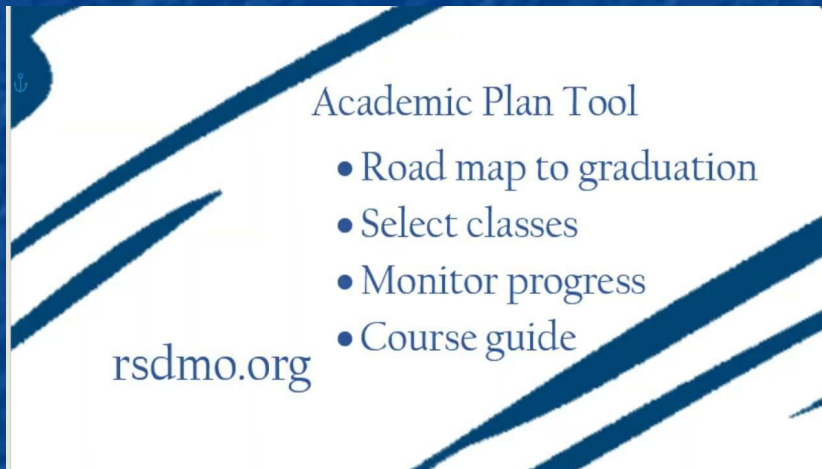 Academic Plan Tool
• Road map to graduation
• Select classes
• Monitor progress
• Course guide
rsdmo.org